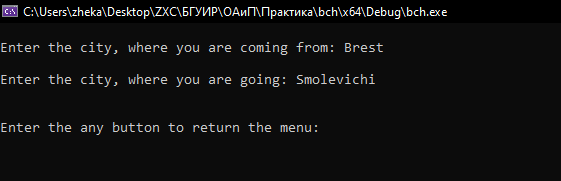 C:\Users\zheka\Desktop\ZXC\БГУИР\ОАиП\Практика\bch\x64\Debug\bch.exe
Enter the city, where you are coming from: Brest
Enter the city, where you are going: Smolevichi
Enter the any button to return the menu: